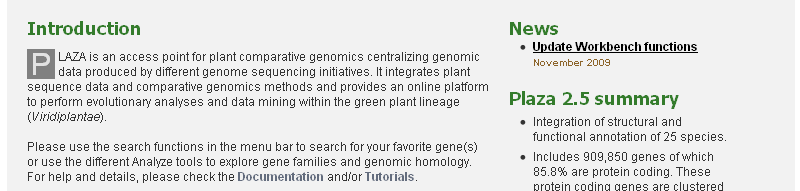 Introduction
PLAZA is an access point for plant comparative genomics centralizing genomic
data produced by different genome sequencing initiatives. It integrates plant
sequence data and comparative genomics methods and provides an online platform
to perform evolutionary analyses and data mining within the green plant lineage
(Viridiplantae).
Please use the search functions in the menu bar to search for your favorite gene(s)
or use the different Analyze tools to explore gene families and genomic homology.
For help and details, please check the Documentation and/or Tutorials.
News
• Update Workbench functions
November 2009
Plaza 2.5 summary
• Integration of structural and
functional annotation of 25 species.
• Includes 909,850 genes of which
85.8% are protein coding. These
protein coding genes are clustered